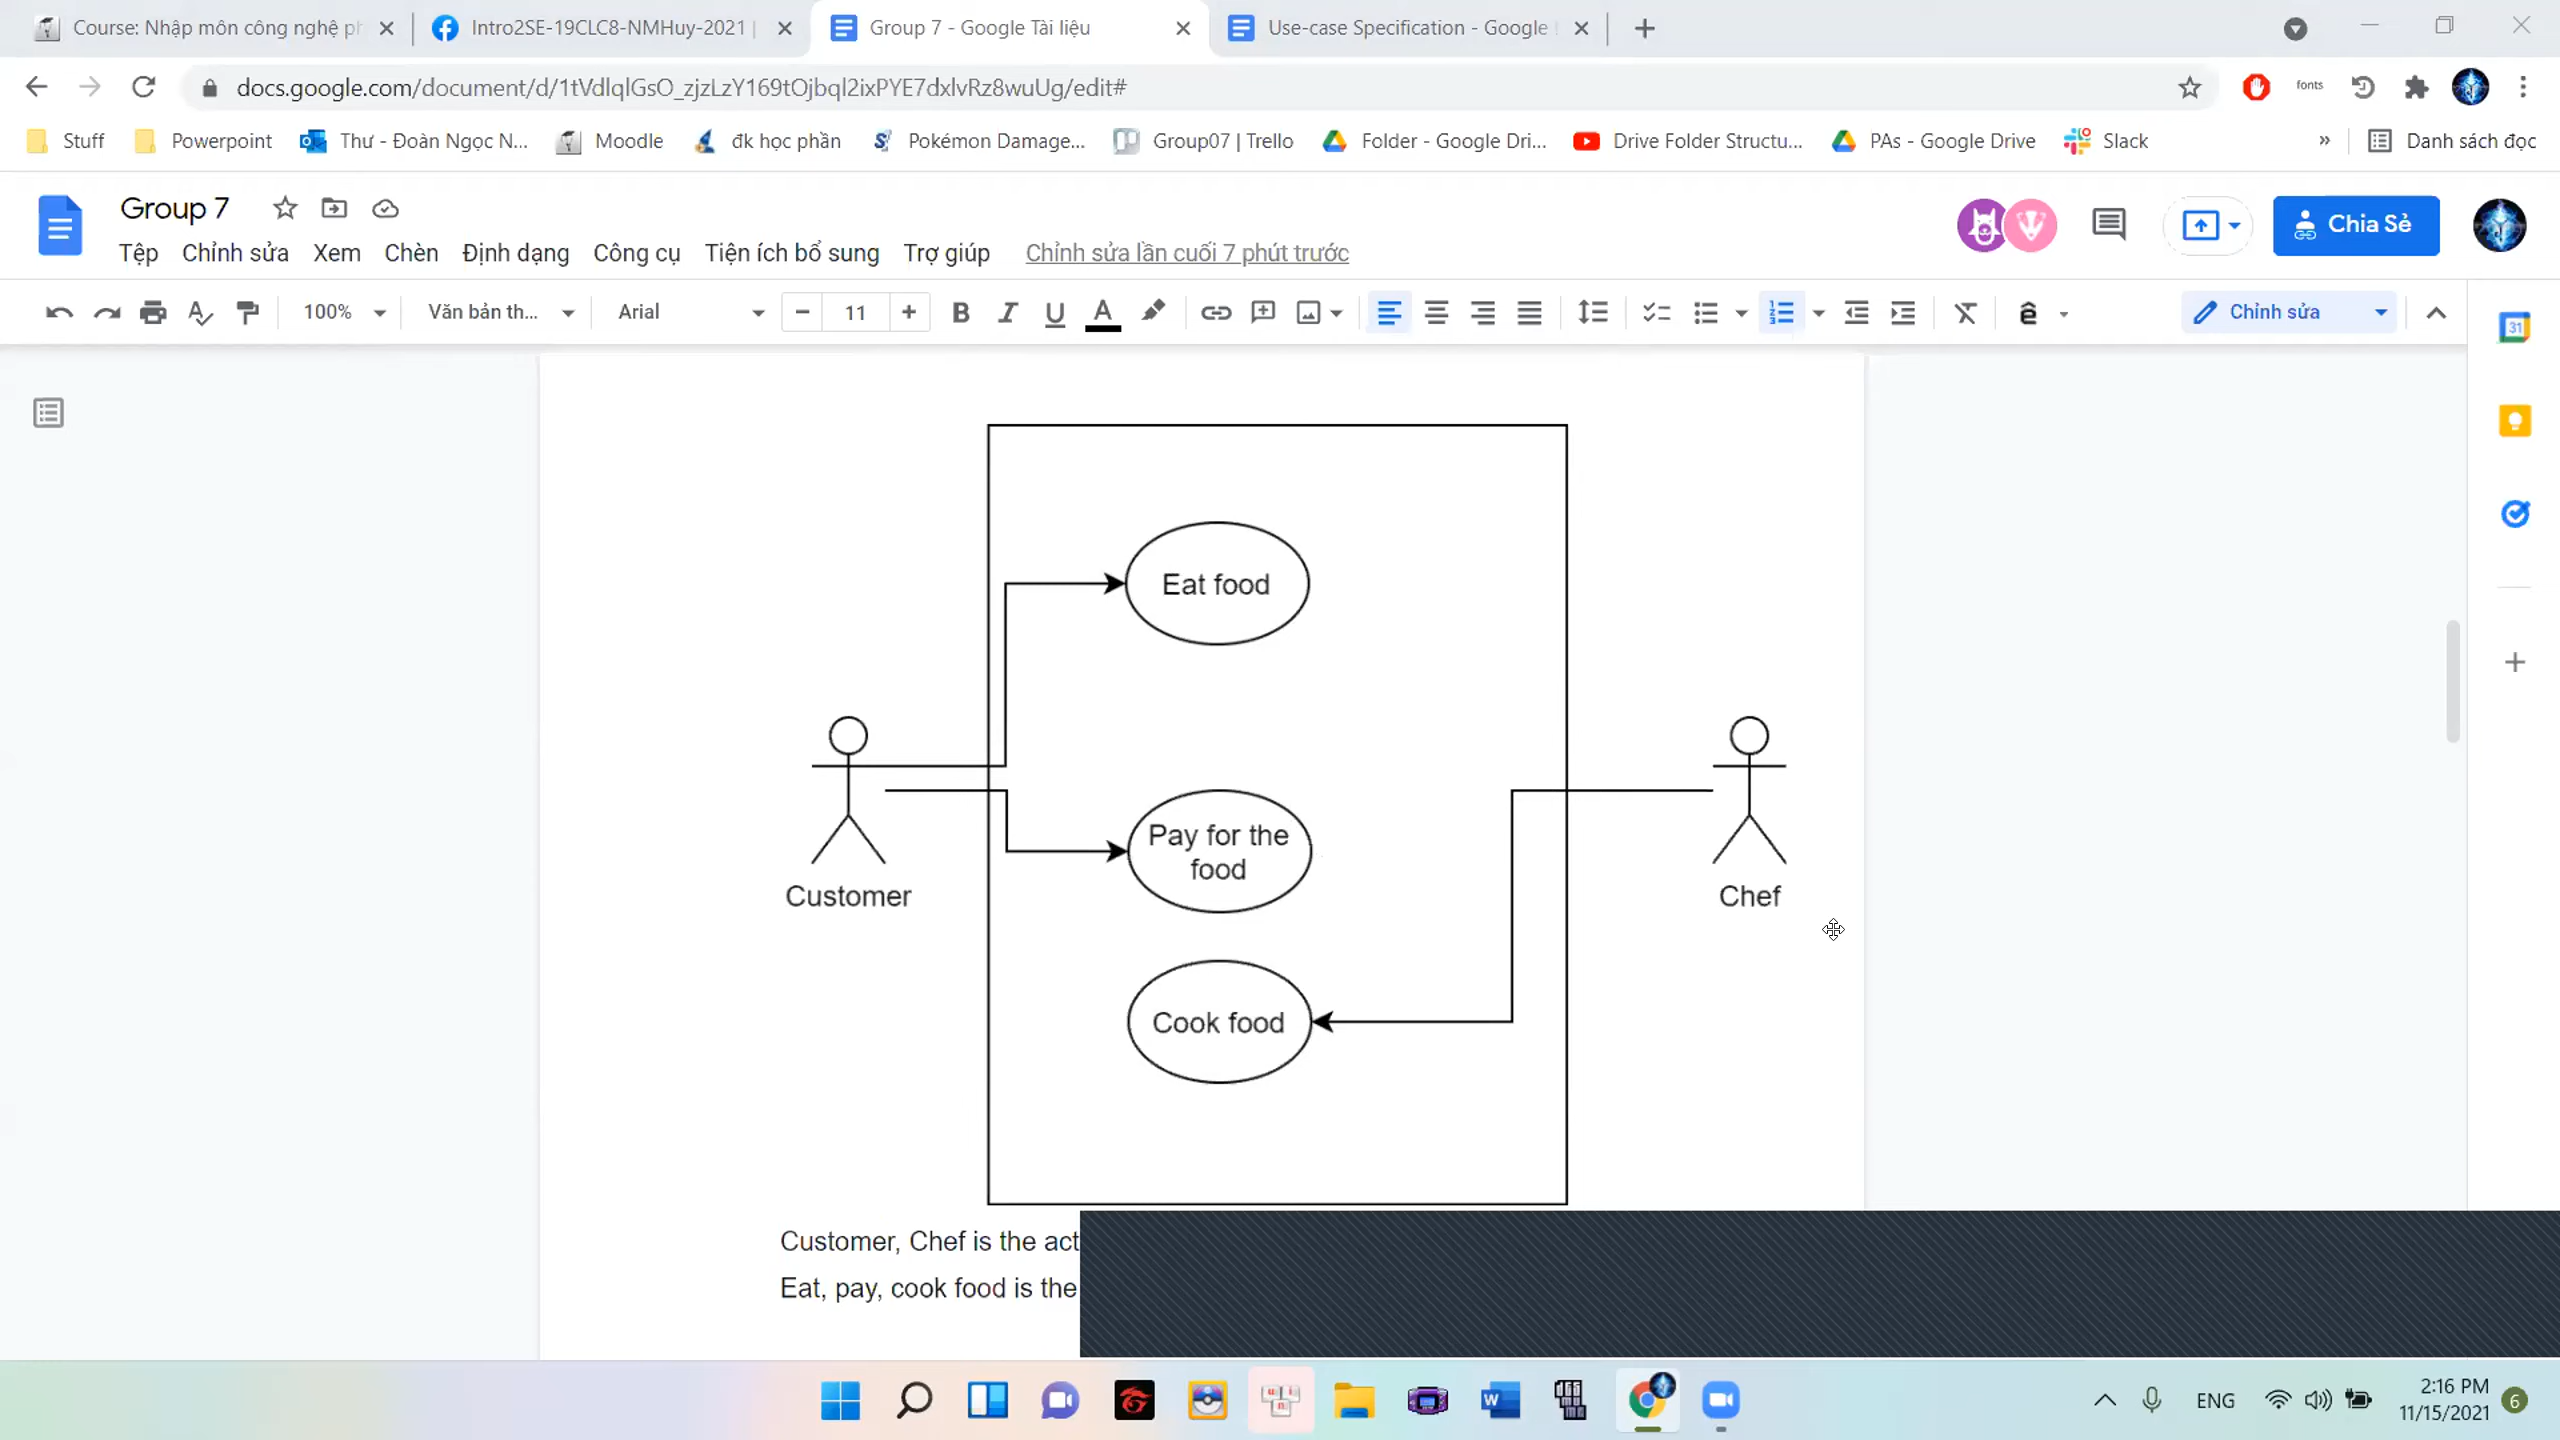 Course: Nhập môn công nghệ ph
Intro2SE-19CLC8-NMHuy-2021 |
Group 7 - Google Tài liệu
Use-case Specification - Google
docs.google.com/document/d/1tVdlqlGsO_zjzLzY169tOjbql2ixPYE7dxlvRz8wuUg/edit#
fonts
Stuff
Powerpoint
Thư - Đoàn Ngọc N...
Moodle
đk học phần
Pokémon Damage...
Group07 | Trello
Folder - Google Dri...
Drive Folder Structu...
PAs - Google Drive
Slack
»
Danh sách đọc
Group 7
Chia Sẻ
Tệp Chỉnh sửa Xem Chèn Định dạng Công cụ Tiện ích bổ sung Trợ giúp Chỉnh sửa lần cuối 7 phút trước
100% Văn bản th... Arial 11 B I U A ê Chỉnh sửa
31
Eat food
Pay for the
food
Customer
Chef
Cook food
Customer, Chef is the act
Eat, pay, cook food is the
ENG
2:16 PM
11/15/2021
6